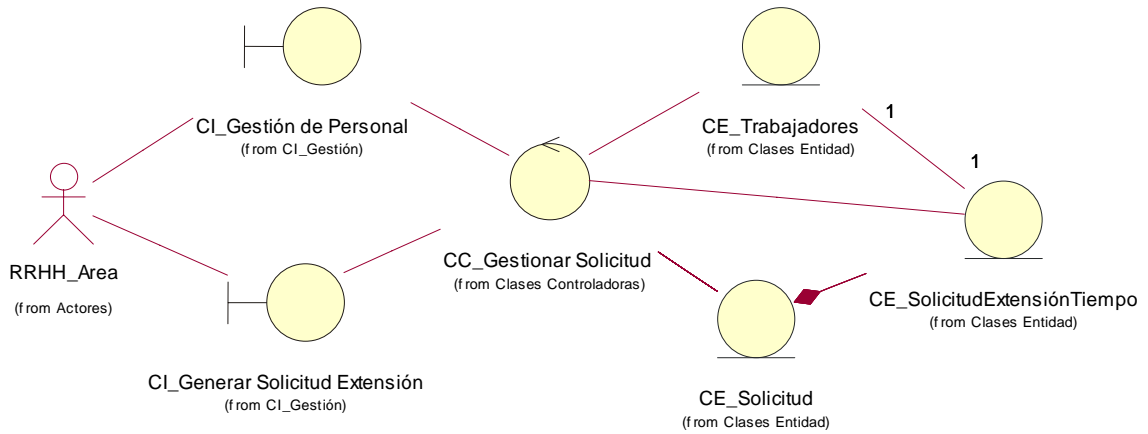 CI_Gestión de Personal
(from CI_Gestión)
CE_Trabajadores
(from Clases Entidad)
1
1
RRHH_Area
(from Actores)
CC_Gestionar Solicitud
(from Clases Controladoras)
CE_SolicitudExtensiónTiempo
(from Clases Entidad)
CI_Generar Solicitud Extensión
(from CI_Gestión)
CE_Solicitud
(from Clases Entidad)